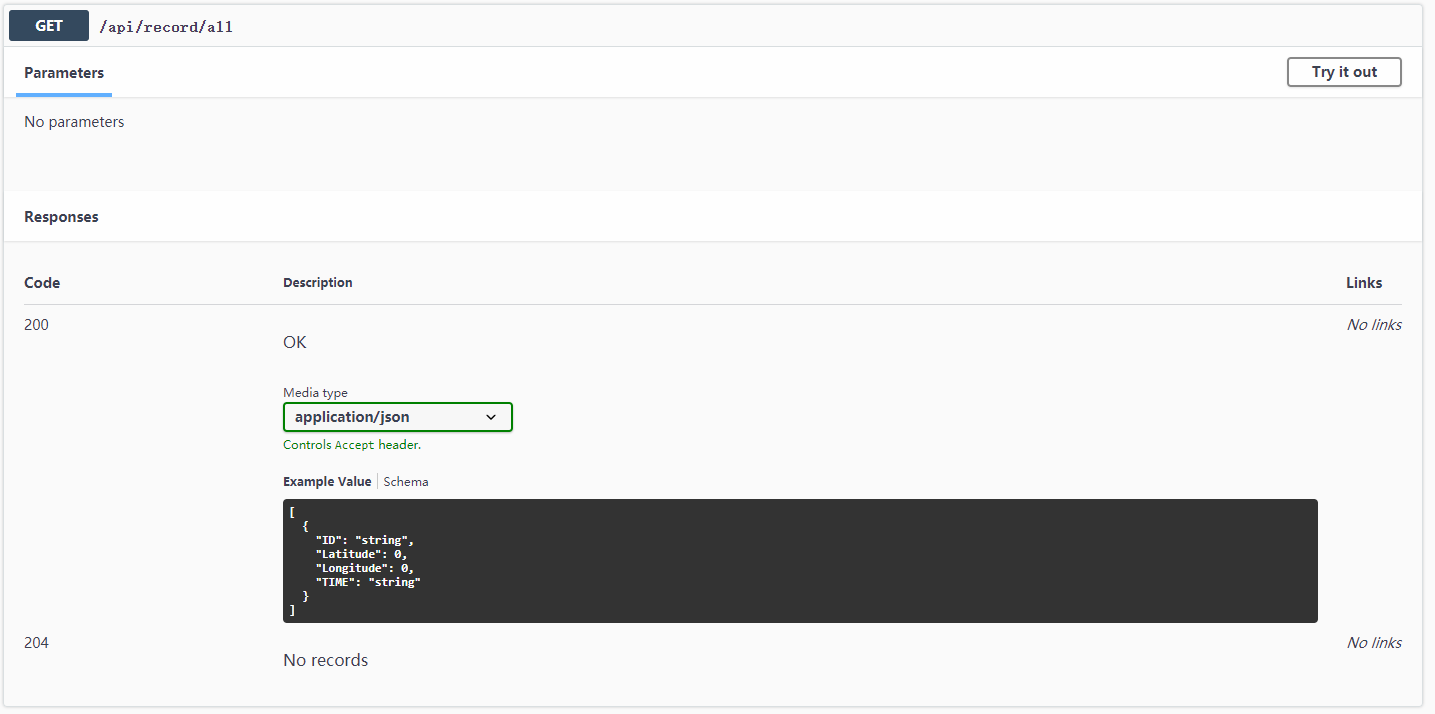 GET /api/record/all
Parameters Try it out
No parameters
Responses
Code Description Links
200 No links
OK
Media type
application/json
Controls Accept header.
Example Value Schema
[
  {
    "ID": "string",
    "Latitude": 0,
    "Longitude": 0,
    "TIME": "string"
  }
]
204 No links
No records